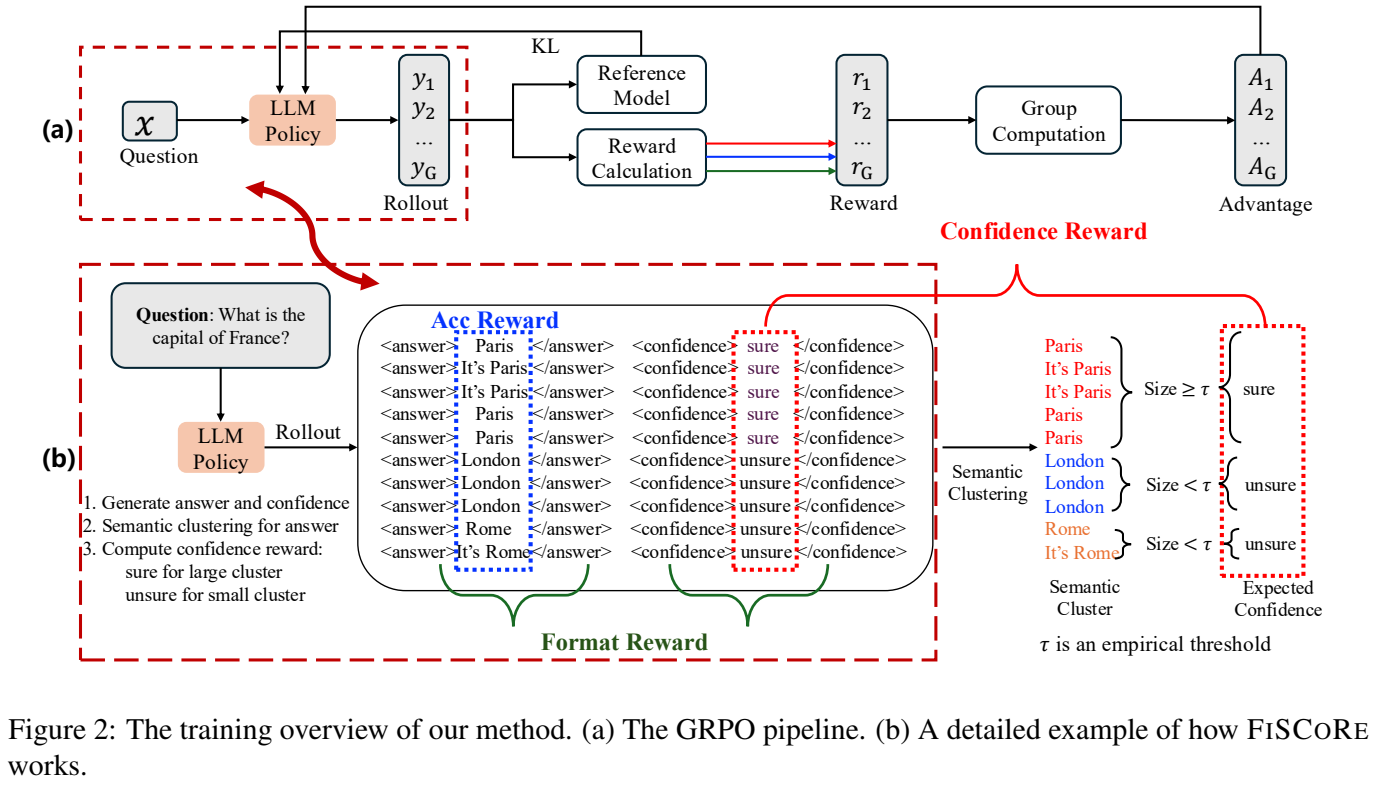 (a)
x
Question
LLM
Policy
y₁
y₂
...
y_G
Rollout
KL
Reference
Model
Reward
Calculation
r₁
r₂
...
r_G
Reward
Group
Computation
A₁
A₂
...
A_G
Advantage
Confidence Reward
(b)
Question: What is the
capital of France?
LLM
Policy
Rollout
1. Generate answer and confidence
2. Semantic clustering for answer
3. Compute confidence reward:
sure for large cluster
unsure for small cluster
Acc Reward
<answer> Paris </answer> <confidence> sure </confidence>
<answer> It's Paris </answer> <confidence> sure </confidence>
<answer> It's Paris </answer> <confidence> sure </confidence>
<answer> Paris </answer> <confidence> sure </confidence>
<answer> Paris </answer> <confidence> sure </confidence>
<answer> London </answer> <confidence> unsure </confidence>
<answer> London </answer> <confidence> unsure </confidence>
<answer> London </answer> <confidence> unsure </confidence>
<answer> Rome </answer> <confidence> unsure </confidence>
<answer> It's Rome </answer> <confidence> unsure </confidence>
Format Reward
Semantic
Clustering
Paris
It's Paris
It's Paris
Paris
Paris
London
London
London
Rome
It's Rome
Size ≥ τ
sure
Size < τ
unsure
Size < τ
unsure
Semantic
Cluster
Expected
Confidence
τ is an empirical threshold
Figure 2: The training overview of our method. (a) The GRPO pipeline. (b) A detailed example of how FISCORE
works.